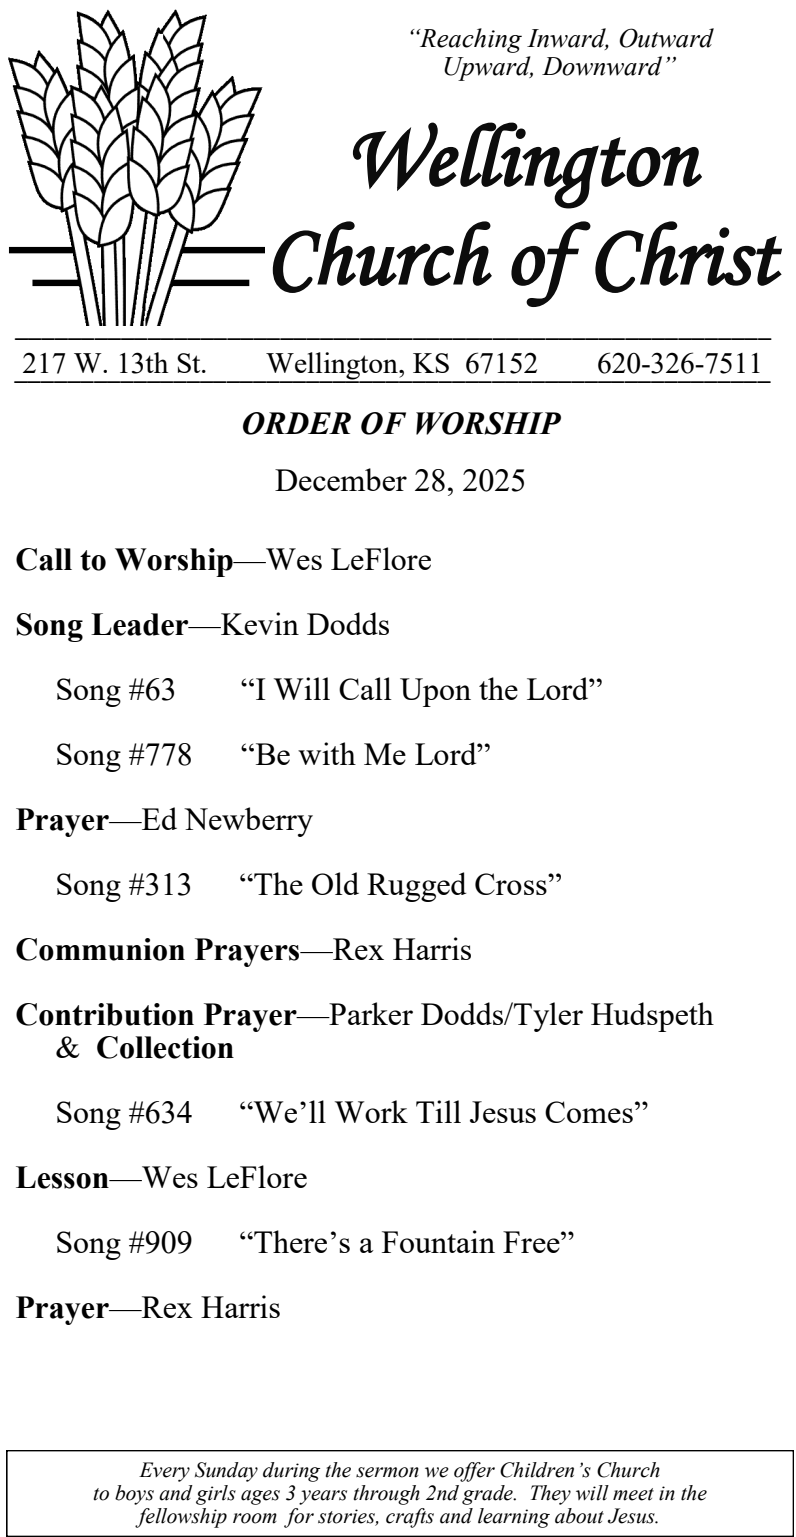 “Reaching Inward, Outward
Upward, Downward”
Wellington
Church of Christ
217 W. 13th St. Wellington, KS 67152 620-326-7511
ORDER OF WORSHIP
December 28, 2025
Call to Worship—Wes LeFlore
Song Leader—Kevin Dodds
Song #63 “I Will Call Upon the Lord”
Song #778 “Be with Me Lord”
Prayer—Ed Newberry
Song #313 “The Old Rugged Cross”
Communion Prayers—Rex Harris
Contribution Prayer—Parker Dodds/Tyler Hudspeth
& Collection
Song #634 “We’ll Work Till Jesus Comes”
Lesson—Wes LeFlore
Song #909 “There’s a Fountain Free”
Prayer—Rex Harris
Every Sunday during the sermon we offer Children’s Church
to boys and girls ages 3 years through 2nd grade. They will meet in the
fellowship room for stories, crafts and learning about Jesus.